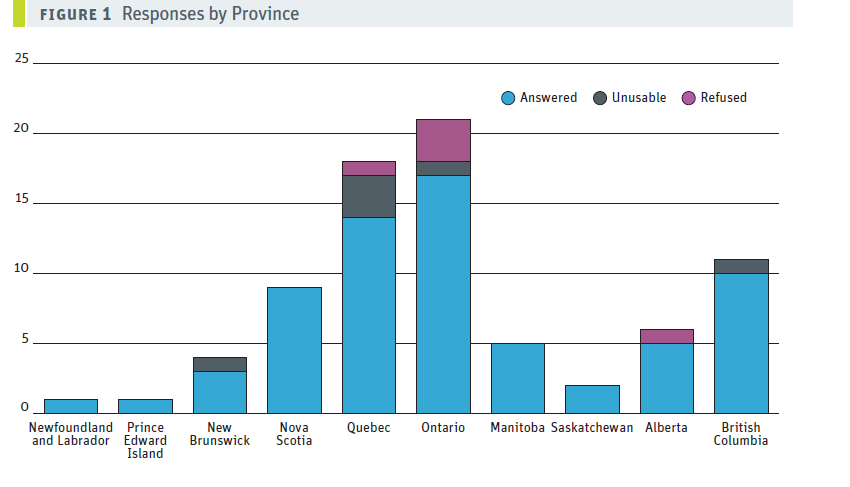 FIGURE 1 Responses by Province
25
Answered Unusable Refused
20
15
10
5
0
Newfoundland and Labrador
Prince Edward Island
New Brunswick
Nova Scotia
Quebec
Ontario
Manitoba
Saskatchewan
Alberta
British Columbia